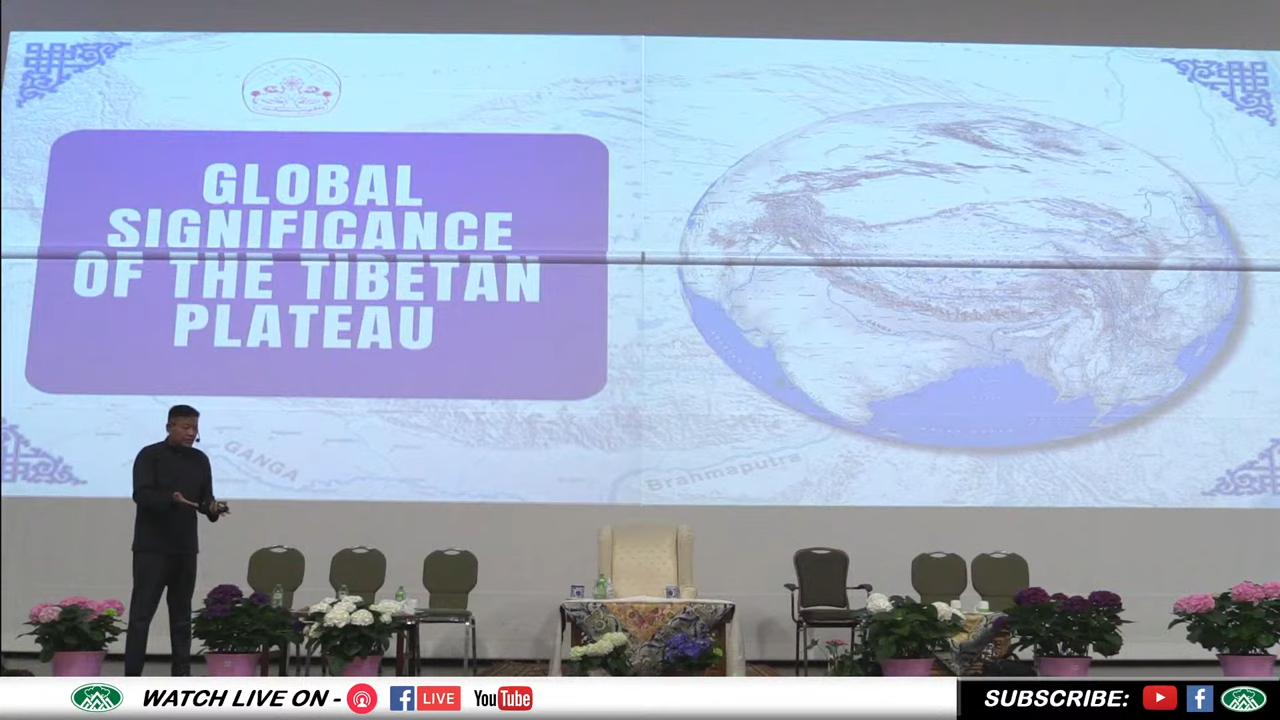 GLOBAL
SIGNIFICANCE
OF THE TIBETAN
PLATEAU
GANGA
Brahmaputra
WATCH LIVE ON - LIVE YouTube
SUBSCRIBE: